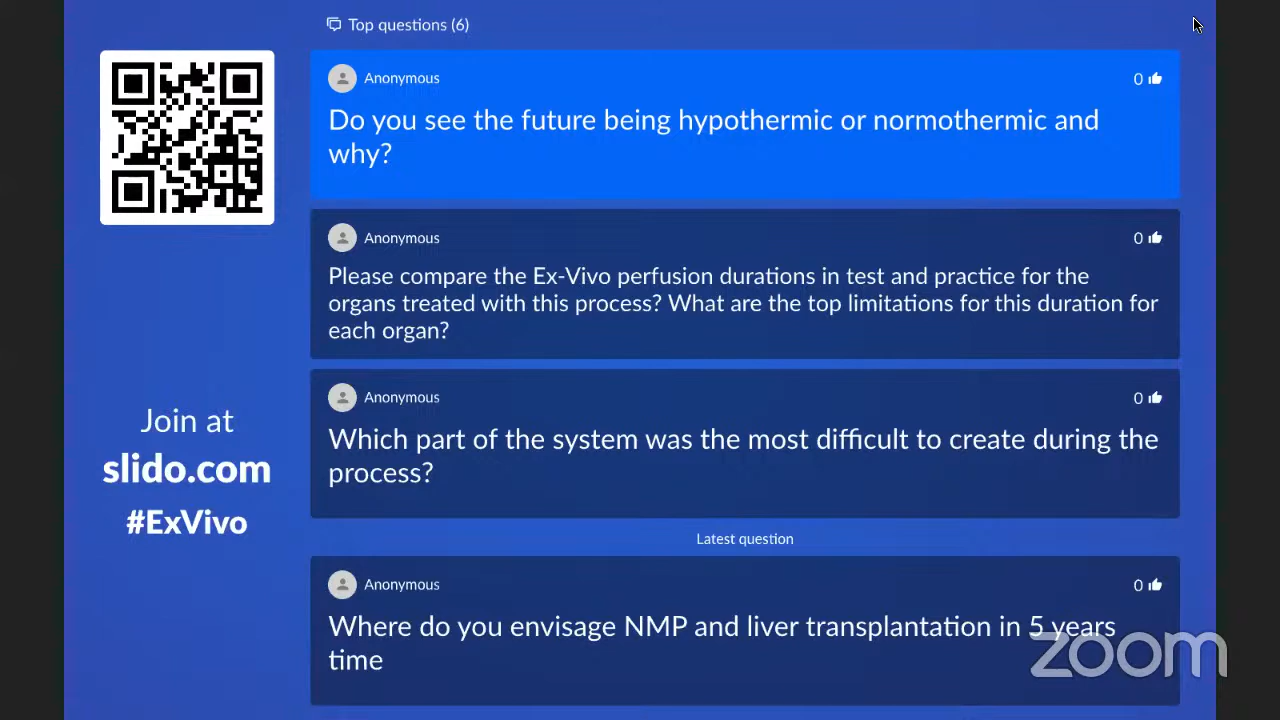 Top questions (6)
Anonymous
0
Do you see the future being hypothermic or normothermic and
why?
Anonymous
0
Please compare the Ex-Vivo perfusion durations in test and practice for the
organs treated with this process? What are the top limitations for this duration for
each organ?
Anonymous
0
Which part of the system was the most difficult to create during the
process?
Join at
slido.com
#ExVivo
Latest question
Anonymous
0
Where do you envisage NMP and liver transplantation in 5 years
time
zoom